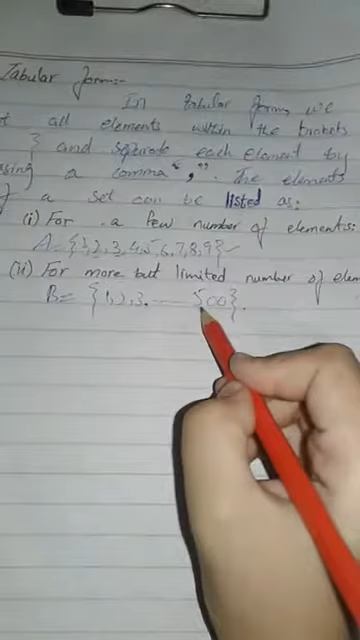 Tabular form:-
In tabular form, we
all elements within the brackets
} and separate each element by
using a comma ",". The elements
of a set can be listed as:
(i) For a few number of elements:
A={1,2,3,4,5,6,7,8,9}
(ii) For more but limited number of elem
B= {1,2,3.......500}.